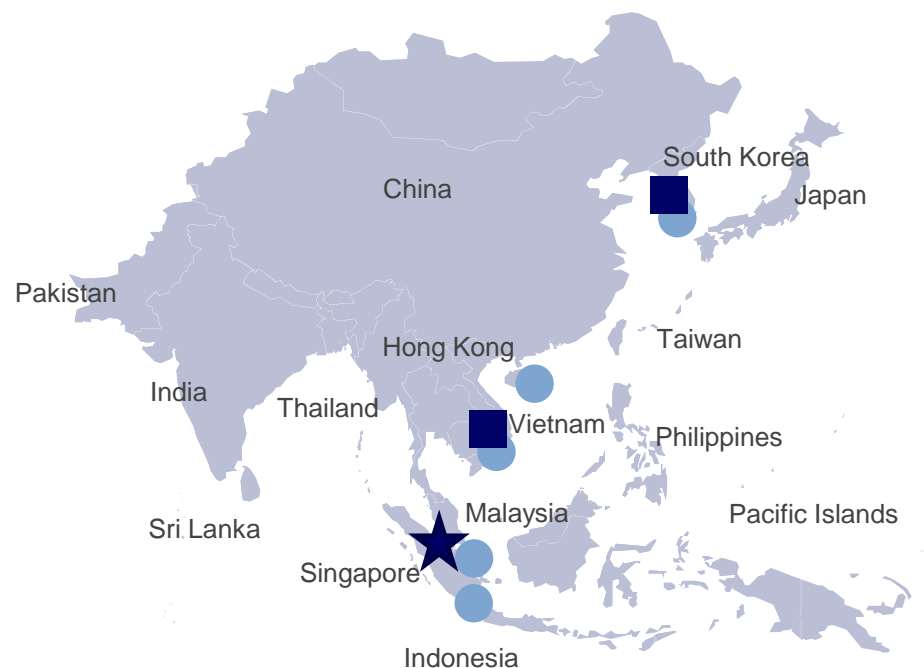 South Korea
China
Japan
Pakistan
Taiwan
Hong Kong
India
Thailand
Vietnam
Philippines
Malaysia
Pacific Islands
Sri Lanka
Singapore
Indonesia